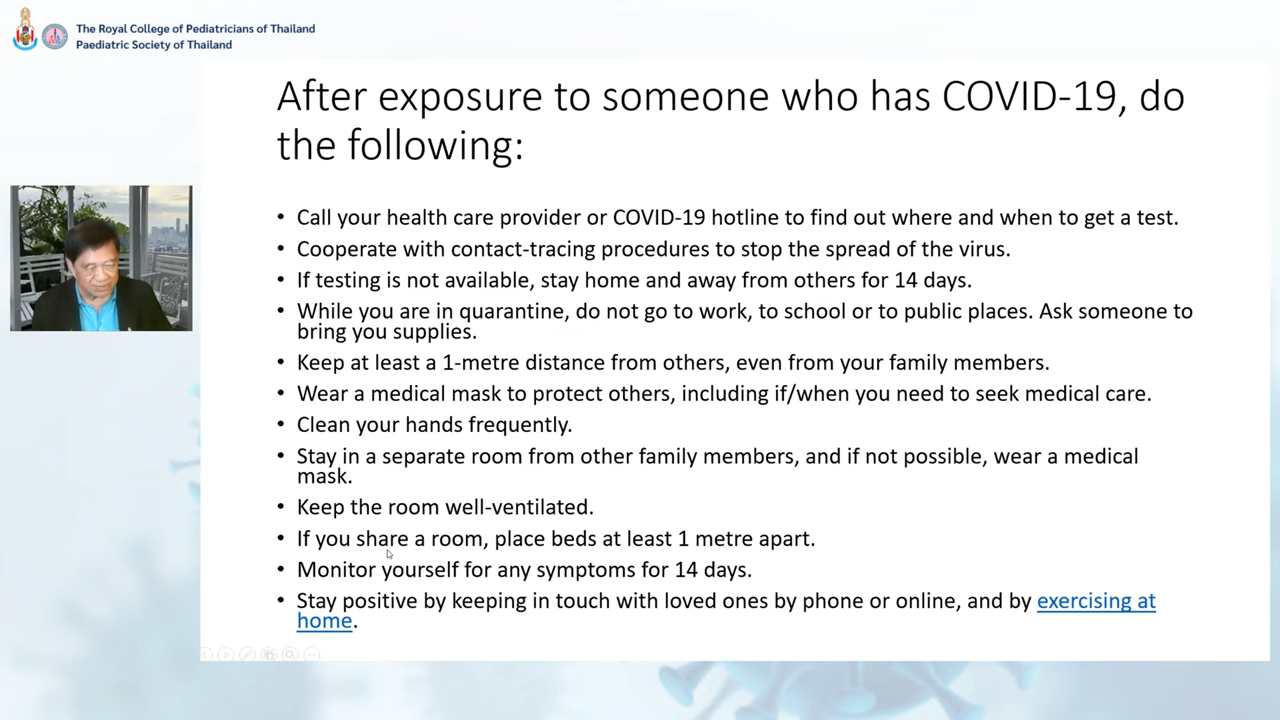 The Royal College of Pediatricians of Thailand
Paediatric Society of Thailand
After exposure to someone who has COVID-19, do
the following:
• Call your health care provider or COVID-19 hotline to find out where and when to get a test.
• Cooperate with contact-tracing procedures to stop the spread of the virus.
• If testing is not available, stay home and away from others for 14 days.
• While you are in quarantine, do not go to work, to school or to public places. Ask someone to
bring you supplies.
• Keep at least a 1-metre distance from others, even from your family members.
• Wear a medical mask to protect others, including if/when you need to seek medical care.
• Clean your hands frequently.
• Stay in a separate room from other family members, and if not possible, wear a medical
mask.
• Keep the room well-ventilated.
• If you share a room, place beds at least 1 metre apart.
• Monitor yourself for any symptoms for 14 days.
• Stay positive by keeping in touch with loved ones by phone or online, and by exercising at
home.